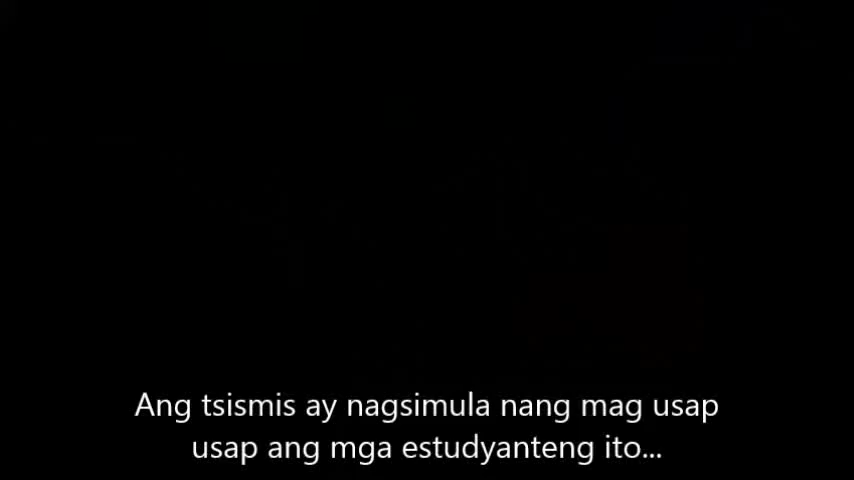 Ang tsismis ay nagsimula nang mag usap
usap ang mga estudyanteng ito...